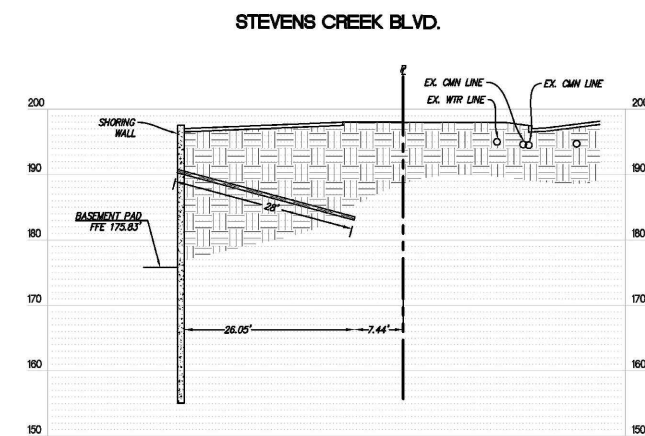 STEVENS CREEK BLVD.
℄
EX. CMN LINE
EX. CMN LINE
EX. WTR LINE
200
200
SHORING
WALL
190
190
28'
BASEMENT PAD
FFE 175.83'
180
180
170
170
26.05'
7.44'
160
160
150
150